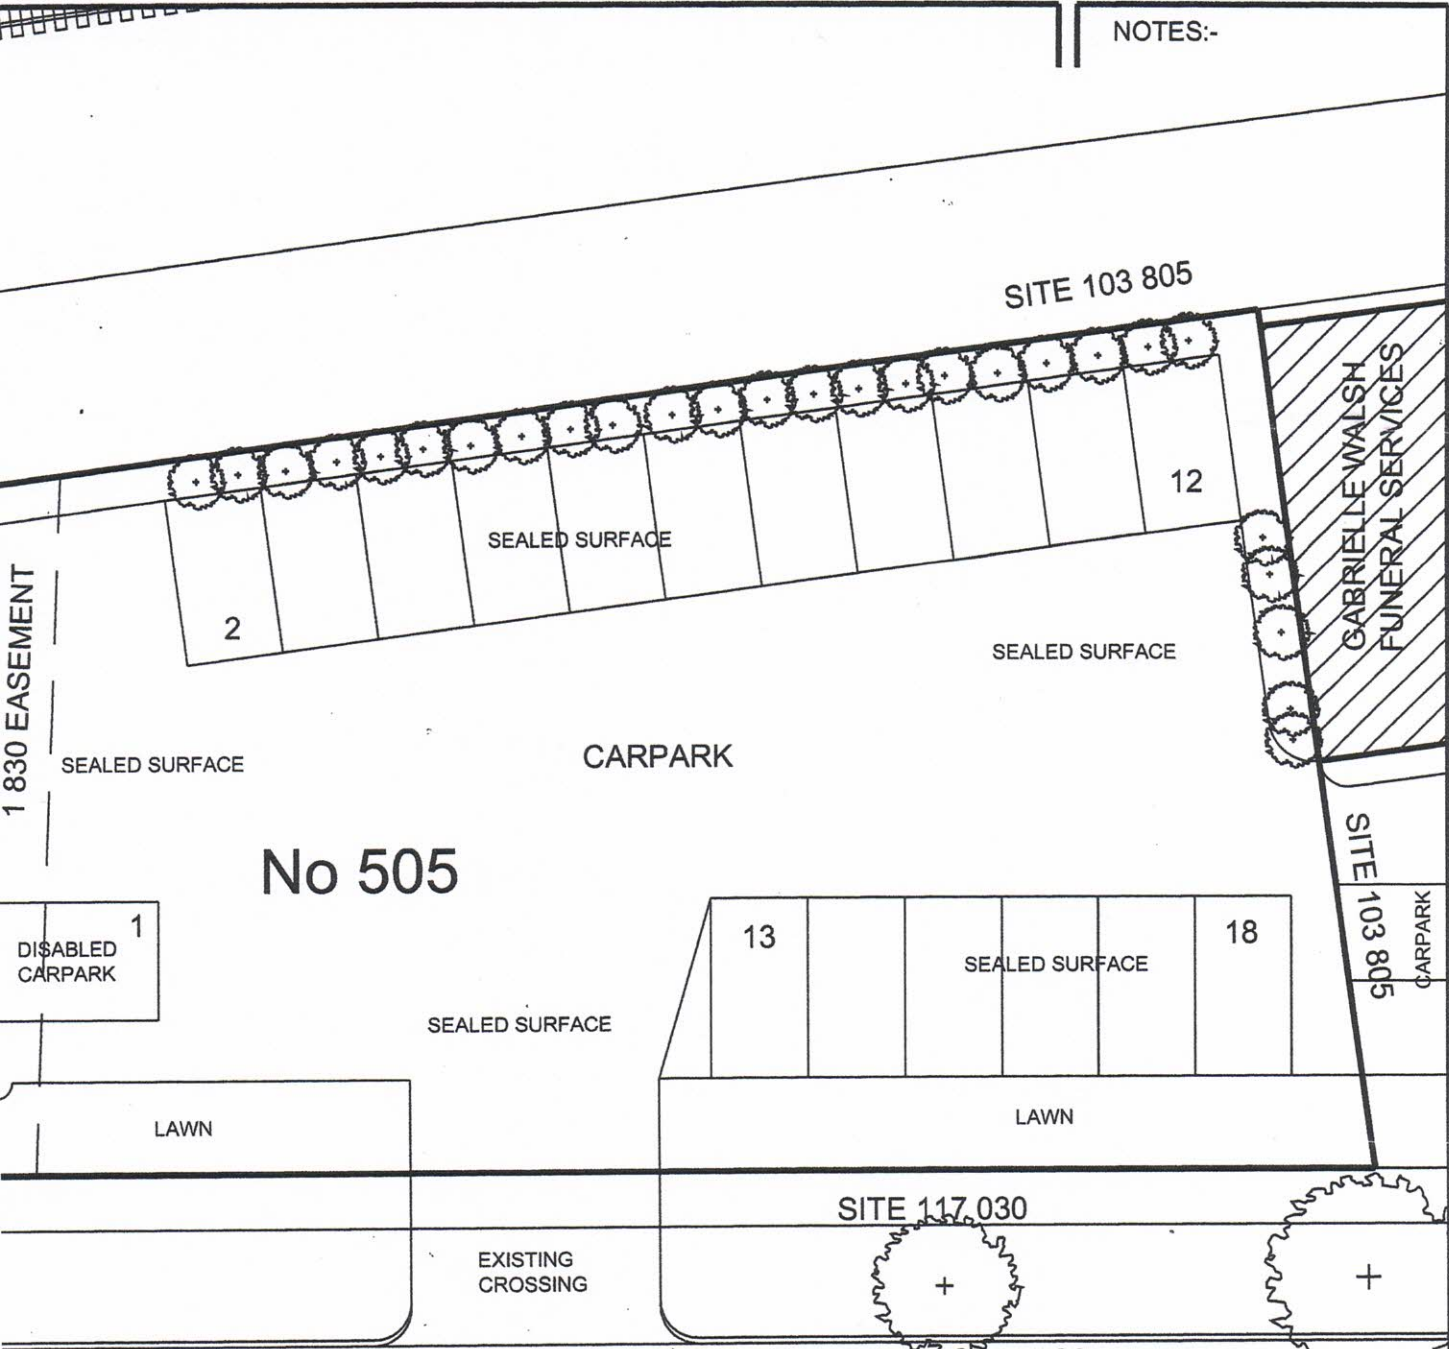 NOTES:-
SITE 103 805
GABRIELLE WALSH
FUNERAL SERVICES
12
SEALED SURFACE
2
1 830 EASEMENT
SEALED SURFACE
SEALED SURFACE
CARPARK
No 505
SITE 103 805
CARPARK
1
DISABLED
CARPARK
13
18
SEALED SURFACE
SEALED SURFACE
LAWN
LAWN
SITE 117 030
EXISTING
CROSSING